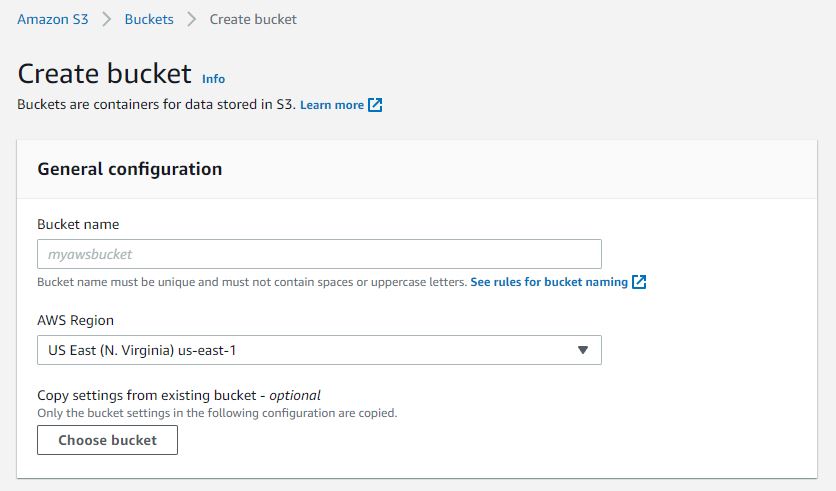 Amazon S3 > Buckets > Create bucket
Create bucket Info
Buckets are containers for data stored in S3. Learn more
General configuration
Bucket name
myawsbucket
Bucket name must be unique and must not contain spaces or uppercase letters. See rules for bucket naming
AWS Region
US East (N. Virginia) us-east-1
Copy settings from existing bucket - optional
Only the bucket settings in the following configuration are copied.
Choose bucket